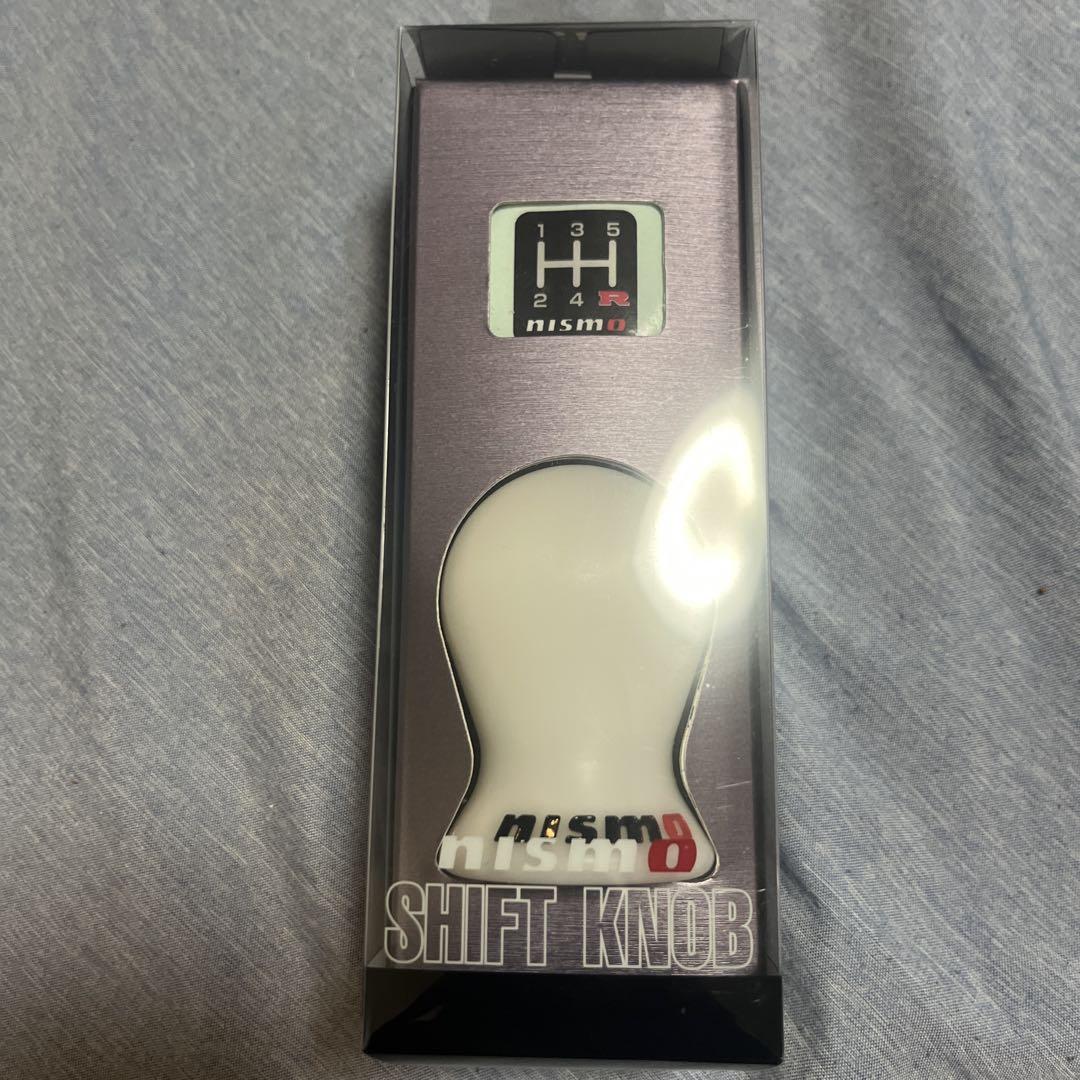 1 3 5
2 4 R
nismo
nismo
nismo
SHIFT KNOB